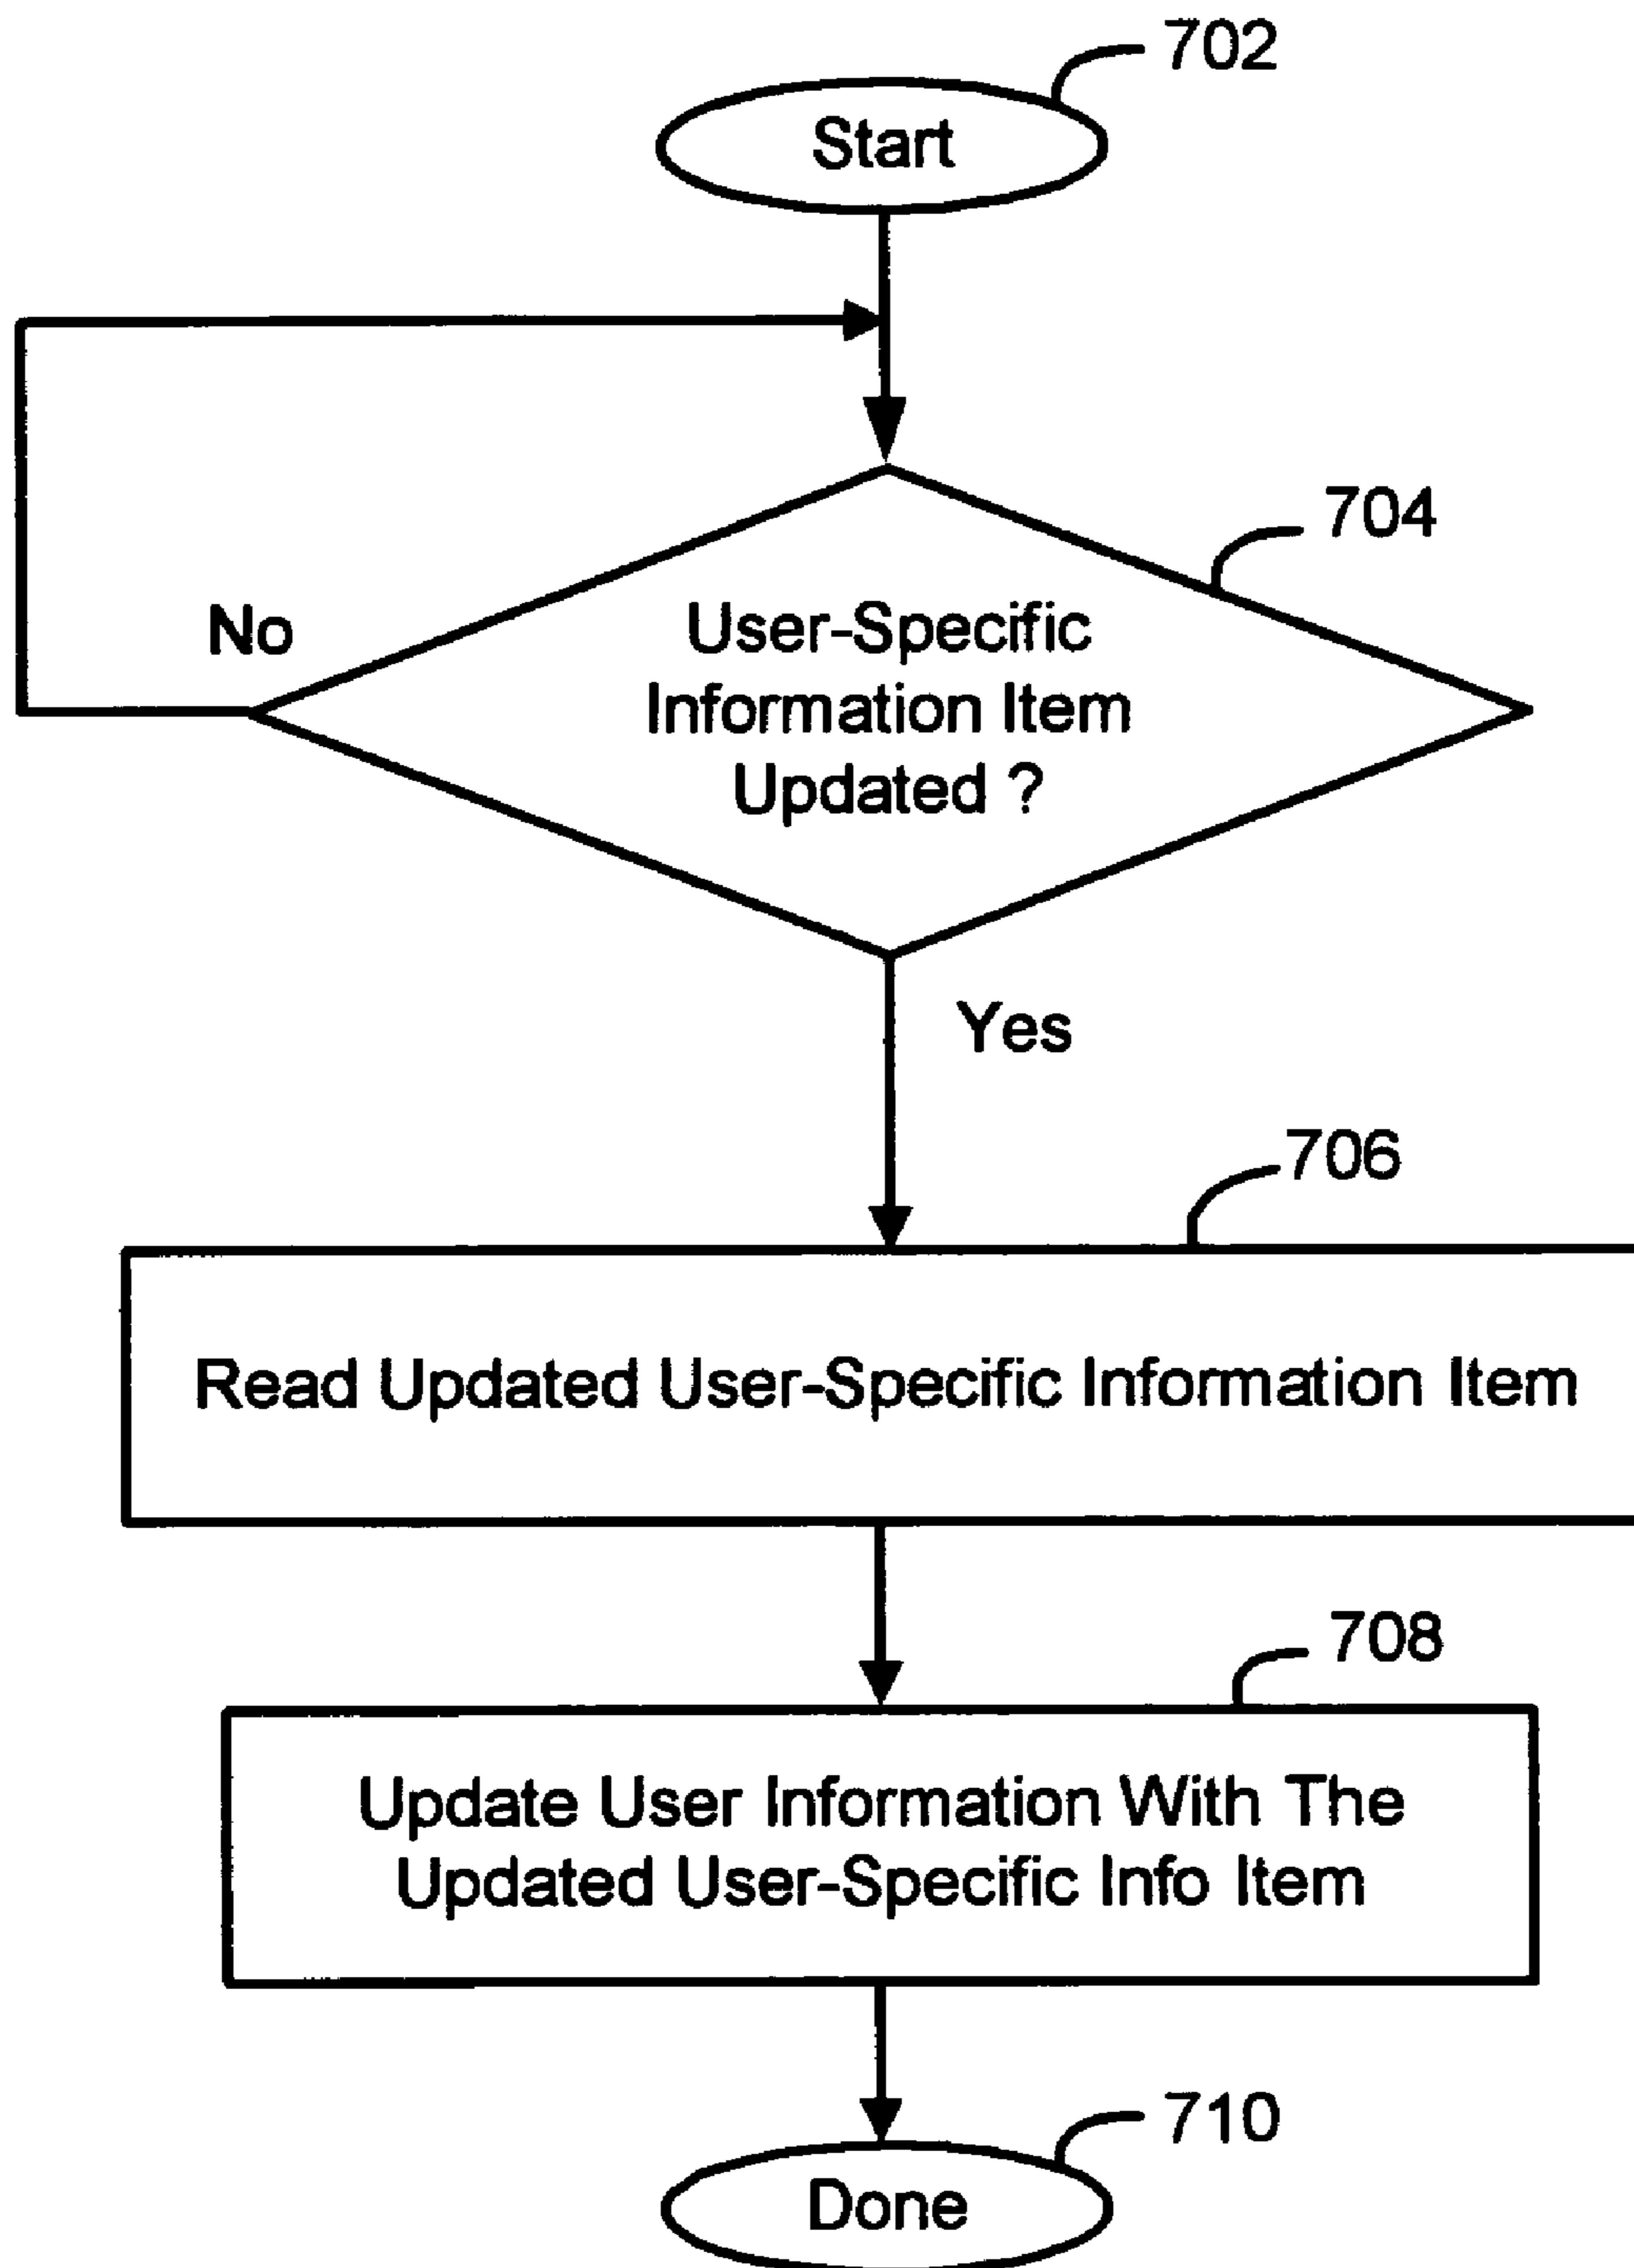 702
Start
704
No
User-Specific
Information Item
Updated ?
Yes
706
Read Updated User-Specific Information Item
708
Update User Information With The
Updated User-Specific Info Item
710
Done